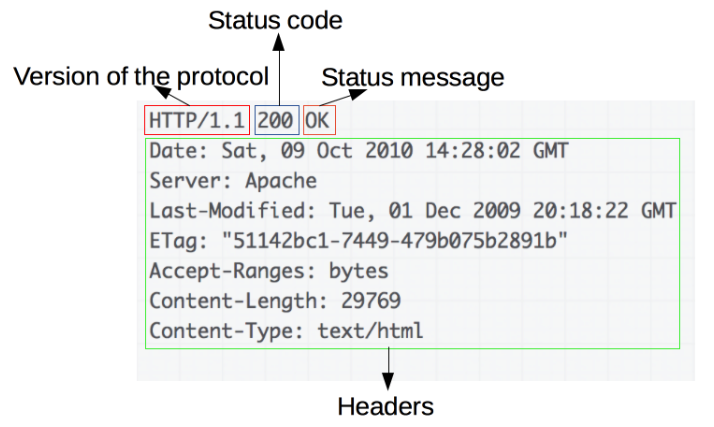 Status code
Version of the protocol
Status message
HTTP/1.1 200 OK
Date: Sat, 09 Oct 2010 14:28:02 GMT
Server: Apache
Last-Modified: Tue, 01 Dec 2009 20:18:22 GMT
ETag: "51142bc1-7449-479b075b2891b"
Accept-Ranges: bytes
Content-Length: 29769
Content-Type: text/html
Headers